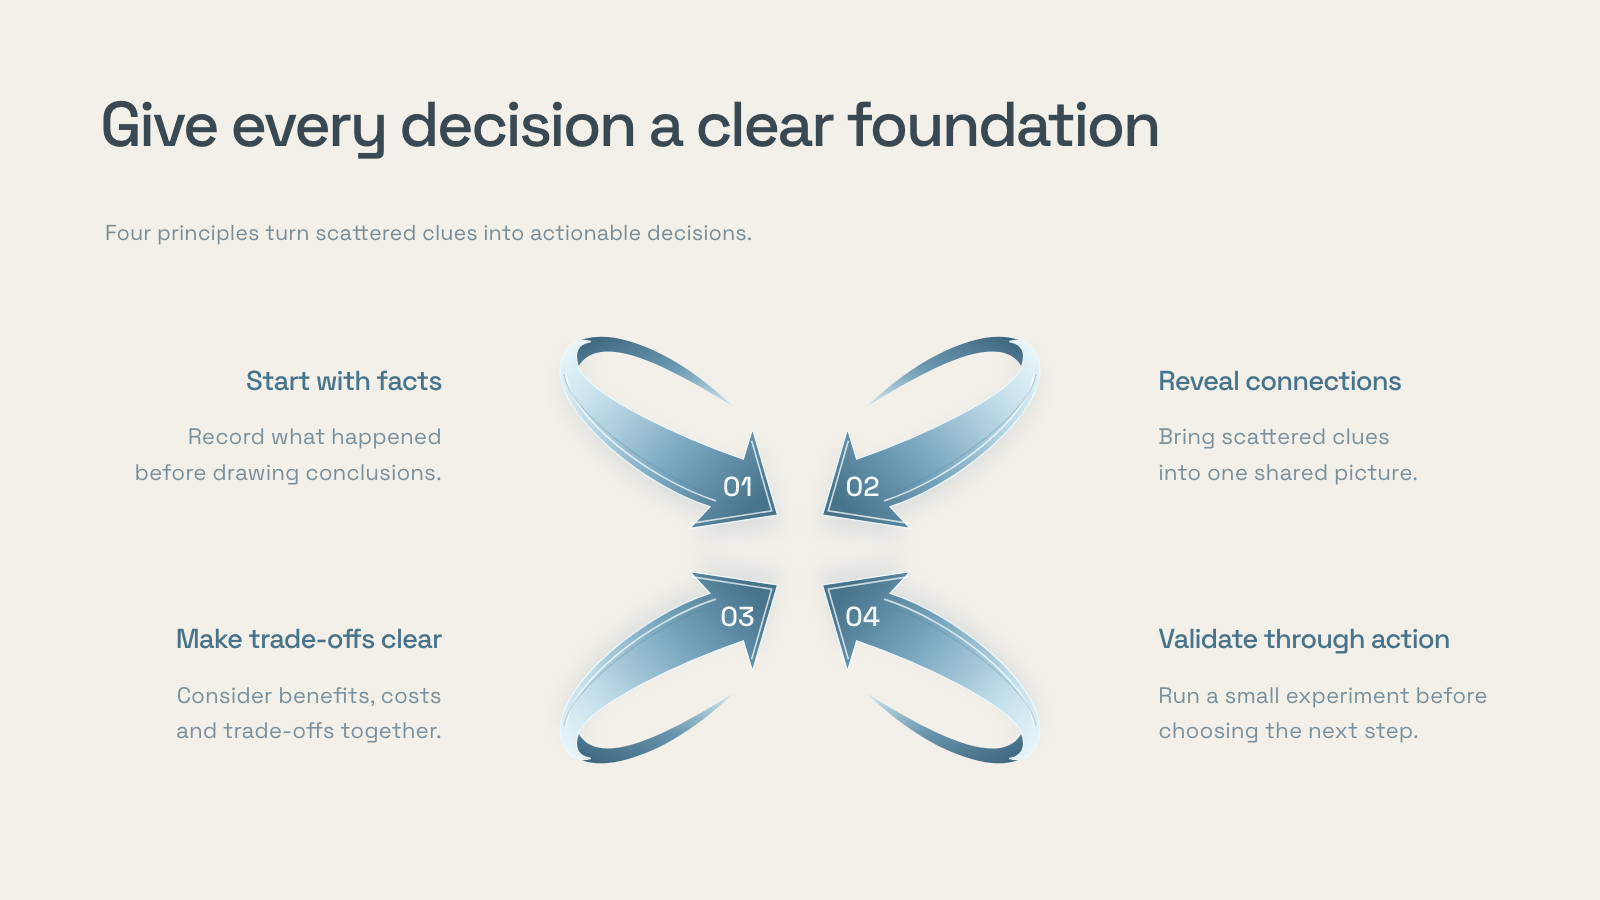 Give every decision a clear foundation
Four principles turn scattered clues into actionable decisions.
Start with facts
Record what happened
before drawing conclusions.
01
02
Reveal connections
Bring scattered clues
into one shared picture.
Make trade-offs clear
Consider benefits, costs
and trade-offs together.
03
04
Validate through action
Run a small experiment before
choosing the next step.